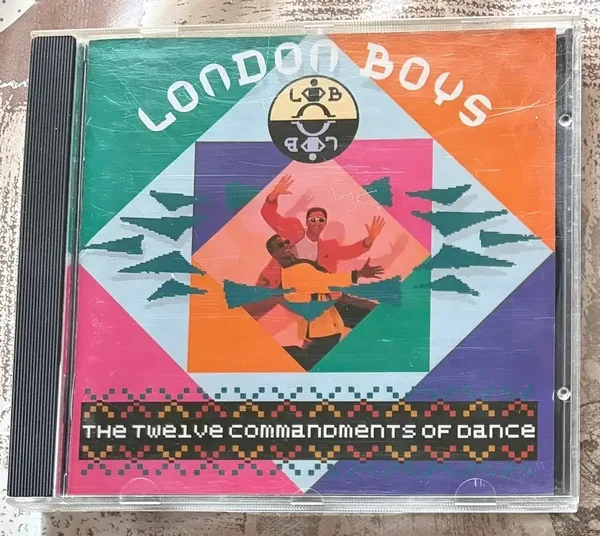 LONDON BOYS
L B
L B
THE TWELVE COMMANDMENTS OF DANCE